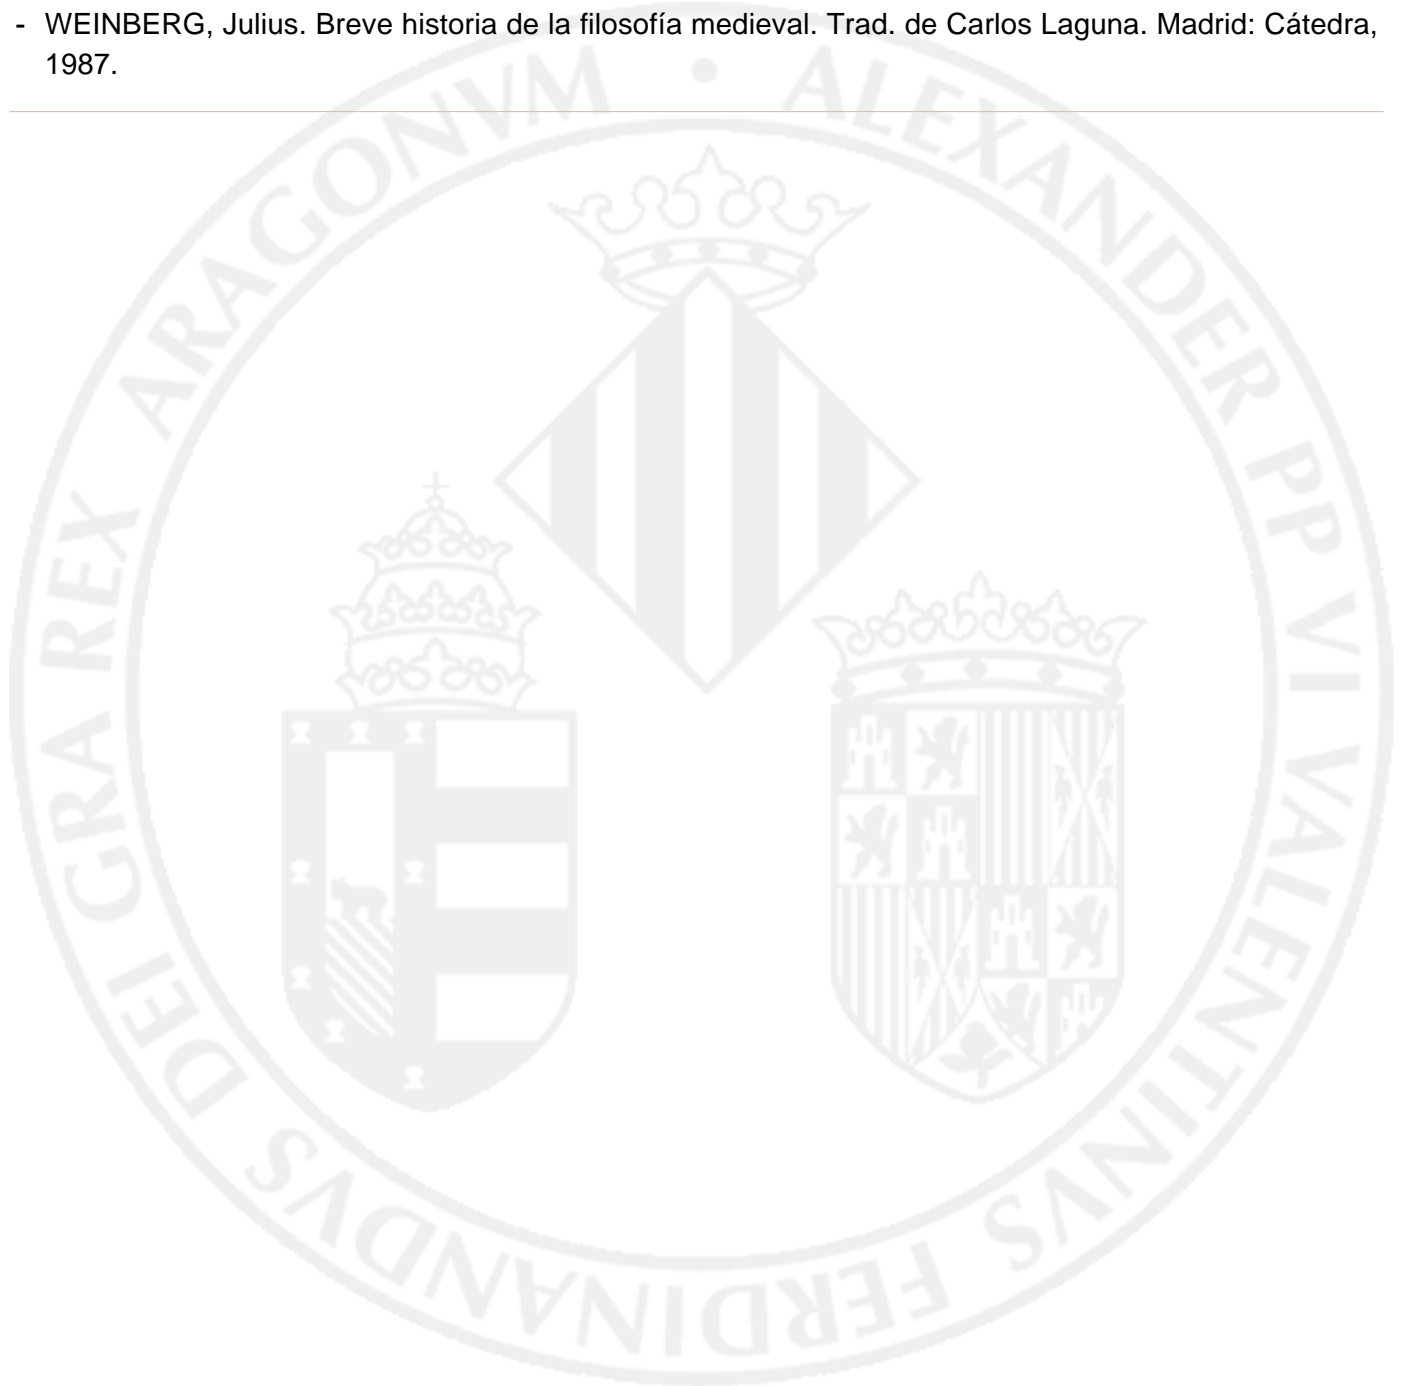 - WEINBERG, Julius. Breve historia de la filosofía medieval. Trad. de Carlos Laguna. Madrid: Cátedra,
1987.
• ALEXANDER PP VI VALENTINVS FERDINANDVS DEI GRA REX ARAGONVM